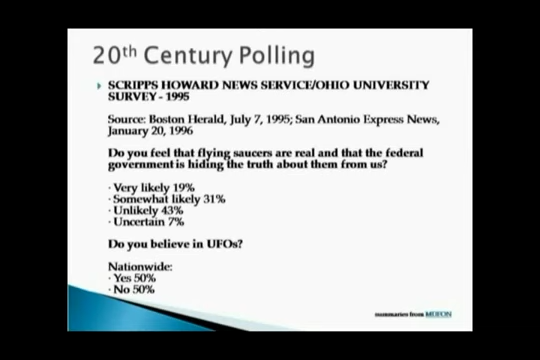 20th Century Polling
SCRIPPS HOWARD NEWS SERVICE/OHIO UNIVERSITY
SURVEY - 1995
Source: Boston Herald, July 7, 1995; San Antonio Express News,
January 20, 1996
Do you feel that flying saucers are real and that the federal
government is hiding the truth about them from us?
· Very likely 19%
· Somewhat likely 31%
· Unlikely 43%
· Uncertain 7%
Do you believe in UFOs?
Nationwide:
· Yes 50%
· No 50%
summaries from MUFON